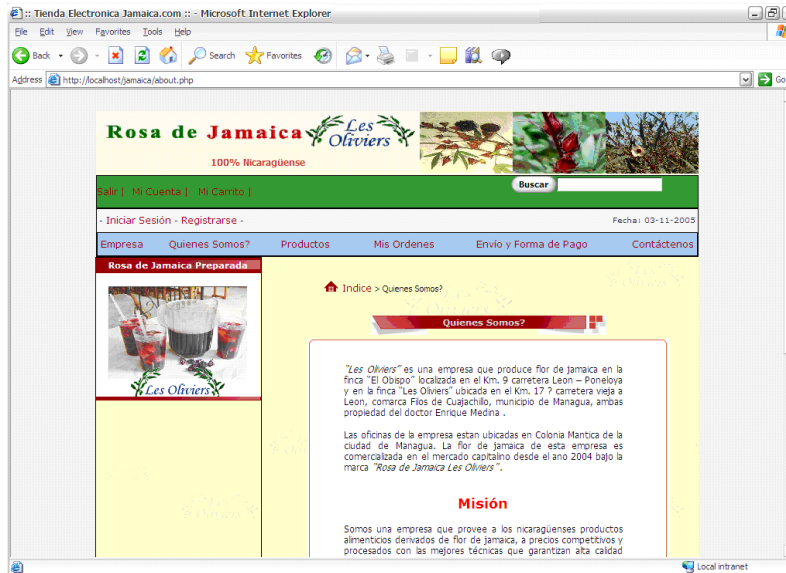 :: Tienda Electronica Jamaica.com :: - Microsoft Internet Explorer
File Edit View Favorites Tools Help
Back Search Favorites
Address http://localhost/jamaica/about.php Go
Rosa de Jamaica Les Oliviers
100% Nicaragüense
Buscar
Salir | Mi Cuenta | Mi Carrito |
- Iniciar Sesión - Registrarse - Fecha: 03-11-2005
Empresa Quienes Somos? Productos Mis Ordenes Envío y Forma de Pago Contáctenos
Rosa de Jamaica Preparada
Les Oliviers
Indice > Quienes Somos?
Quienes Somos?
"Les Oliviers" es una empresa que produce flor de jamaica en la
finca "El Obispo" localizada en el Km. 9 carretera Leon – Poneloya
y en la finca "Les Oliviers" ubicada en el Km. 17 ? carretera vieja a
Leon, comarca Filos de Cuajachillo, municipio de Managua, ambas
propiedad del doctor Enrique Medina .
Las oficinas de la empresa estan ubicadas en Colonia Mantica de la
ciudad de Managua. La flor de jamaica de esta empresa es
comercializada en el mercado capitalino desde el ano 2004 bajo la
marca "Rosa de Jamaica Les Oliviers".
Misión
Somos una empresa que provee a los nicaragüenses productos
alimenticios derivados de flor de jamaica, a precios competitivos y
procesados con las mejores técnicas que garantizan alta calidad
Local intranet